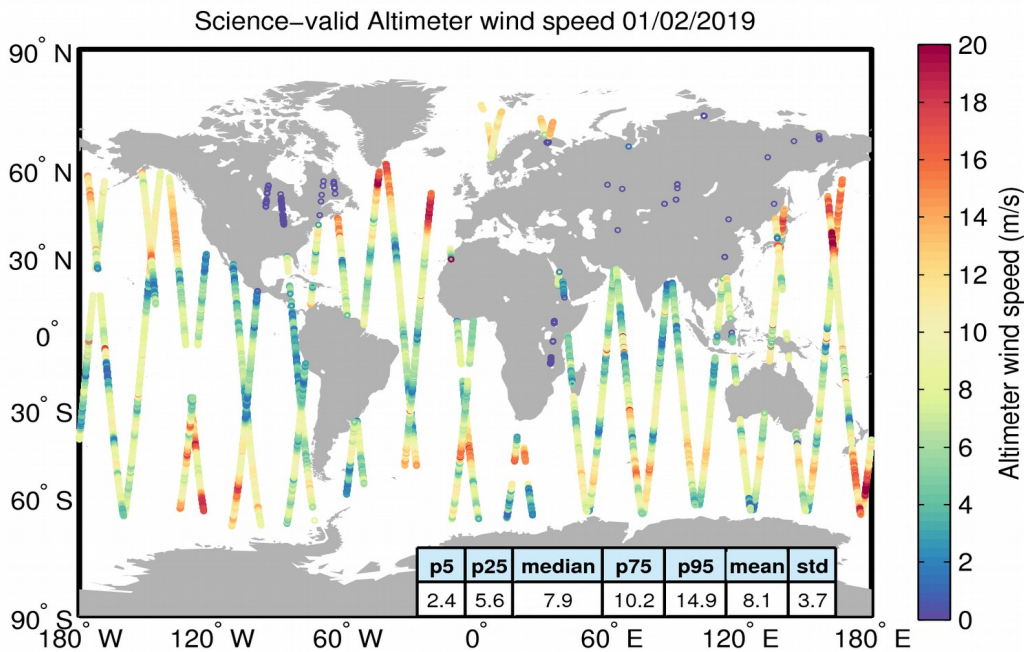 Science−valid Altimeter wind speed 01/02/2019
90° N
60° N
30° N
0°
30° S
60° S
90° S
180° W
120° W
60° W
0°
60° E
120° E
180° E
p5 p25 median p75 p95 mean std
2.4 5.6 7.9 10.2 14.9 8.1 3.7
20
18
16
14
12
10
8
6
4
2
0
Altimeter wind speed (m/s)